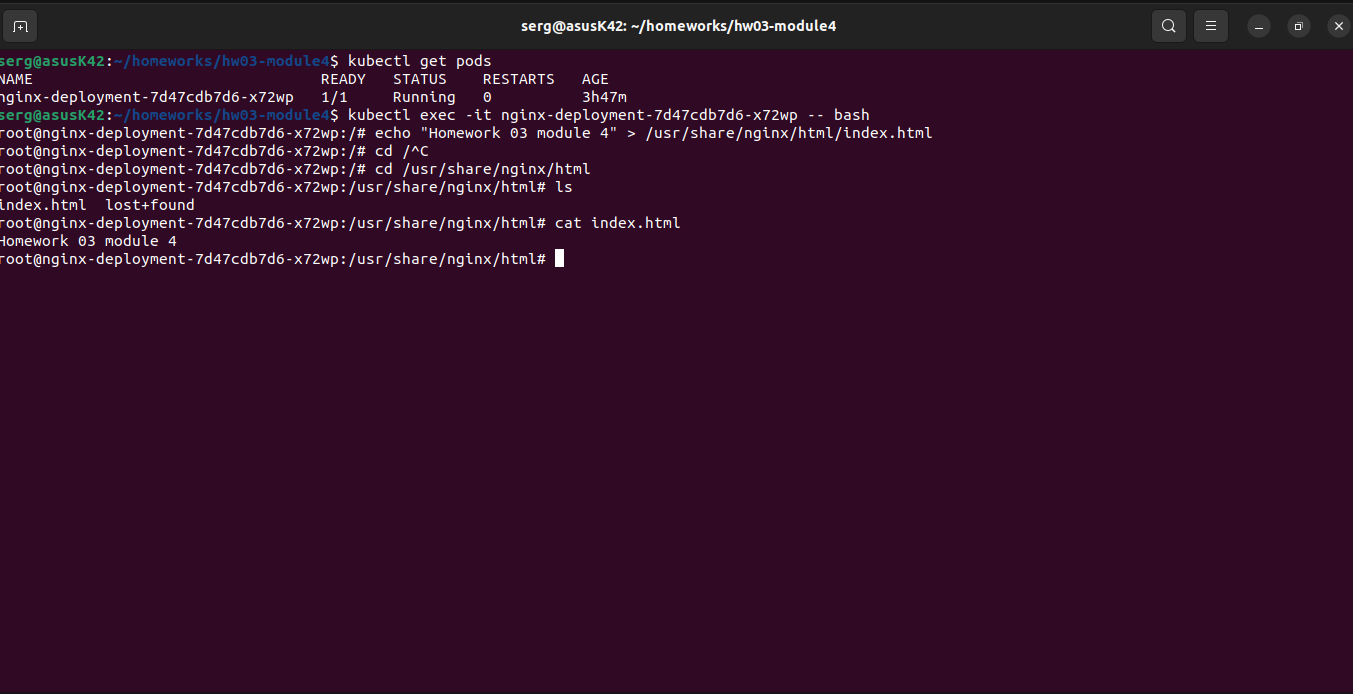 serg@asusK42: ~/homeworks/hw03-module4
serg@asusK42:~/homeworks/hw03-module4$ kubectl get pods
NAME                                READY   STATUS    RESTARTS   AGE
nginx-deployment-7d47cdb7d6-x72wp   1/1     Running   0          3h47m
serg@asusK42:~/homeworks/hw03-module4$ kubectl exec -it nginx-deployment-7d47cdb7d6-x72wp -- bash
root@nginx-deployment-7d47cdb7d6-x72wp:/# echo "Homework 03 module 4" > /usr/share/nginx/html/index.html
root@nginx-deployment-7d47cdb7d6-x72wp:/# cd /^C
root@nginx-deployment-7d47cdb7d6-x72wp:/# cd /usr/share/nginx/html
root@nginx-deployment-7d47cdb7d6-x72wp:/usr/share/nginx/html# ls
index.html  lost+found
root@nginx-deployment-7d47cdb7d6-x72wp:/usr/share/nginx/html# cat index.html
Homework 03 module 4
root@nginx-deployment-7d47cdb7d6-x72wp:/usr/share/nginx/html#